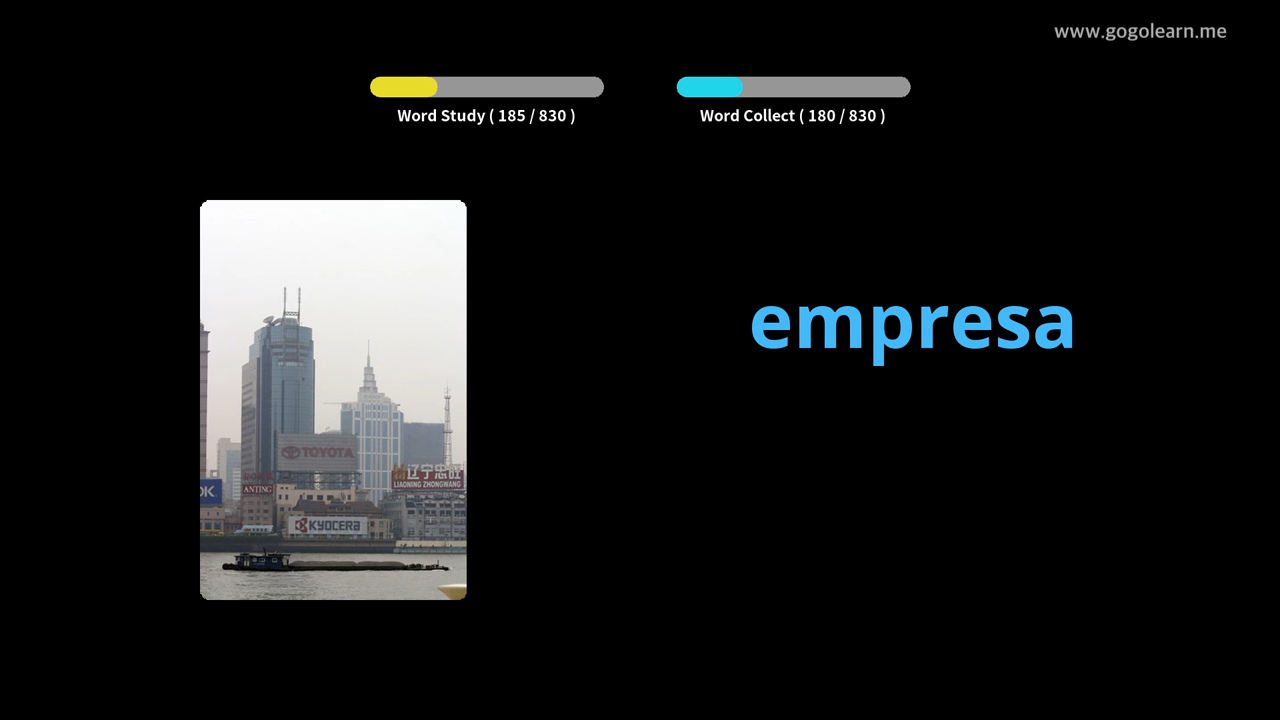 www.gogolearn.me
Word Study ( 185 / 830 )
Word Collect ( 180 / 830 )
empresa
TOYOTA
辽宁忠旺
LIAONING ZHONGWANG
OK
ANTING
KYOCERA